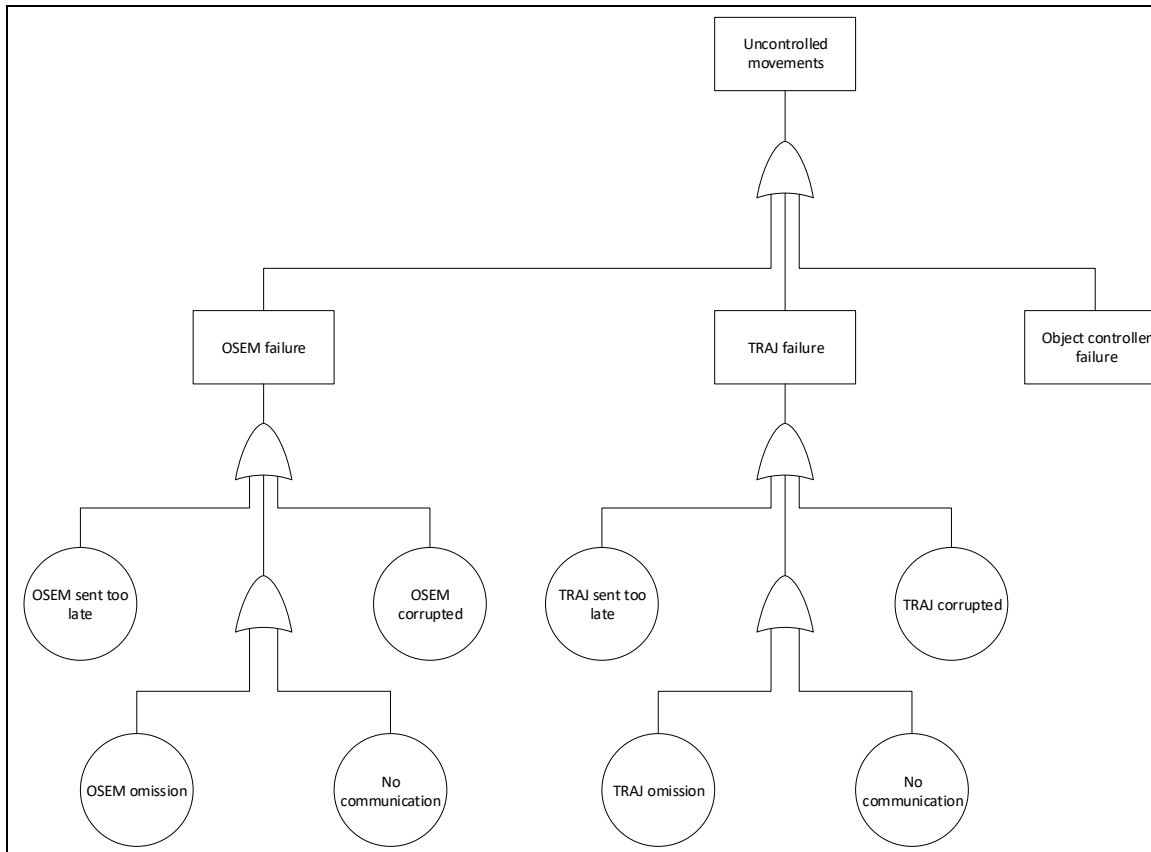 Uncontrolled
movements
OSEM failure
TRAJ failure
Object controller
failure
OSEM sent too
late
OSEM
corrupted
TRAJ sent too
late
TRAJ corrupted
OSEM omission
No
communication
TRAJ omission
No
communication